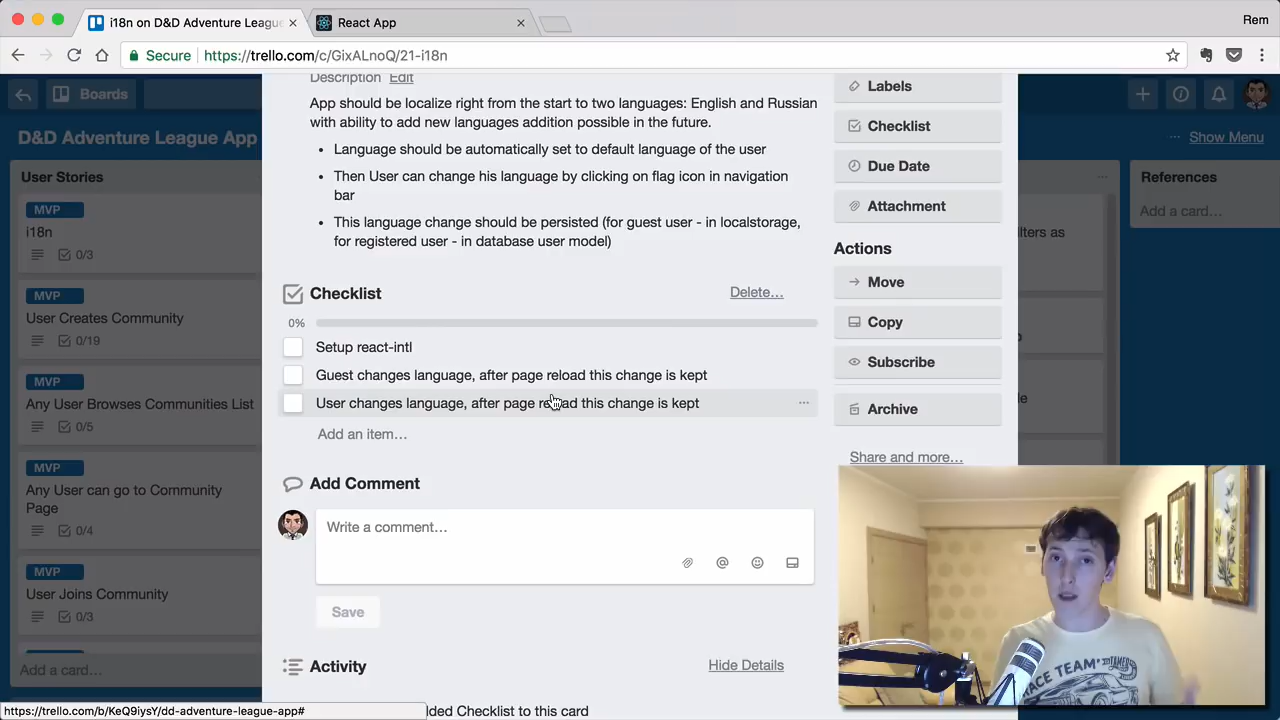 i18n on D&D Adventure League
React App
Rem
Secure
https://trello.com/c/GixALnoQ/21-i18n
Boards
D&D Adventure League App
Show Menu
User Stories
MVP
i18n
0/3
MVP
User Creates Community
0/19
MVP
Any User Browses Communities List
0/5
MVP
Any User can go to Community
Page
0/4
MVP
User Joins Community
0/3
Add a card…
Description Edit
App should be localize right from the start to two languages: English and Russian
with ability to add new languages addition possible in the future.
• Language should be automatically set to default language of the user
• Then User can change his language by clicking on flag icon in navigation
bar
• This language change should be persisted (for guest user - in localstorage,
for registered user - in database user model)
Checklist
Delete…
0%
Setup react-intl
Guest changes language, after page reload this change is kept
User changes language, after page reload this change is kept
Add an item…
Add Comment
Write a comment…
Save
Activity
Hide Details
ded Checklist to this card
Labels
Checklist
Due Date
Attachment
Actions
Move
Copy
Subscribe
Archive
Share and more…
References
Add a card…
ilters as
https://trello.com/b/KeQ9iysY/dd-adventure-league-app#
RACE TEAM